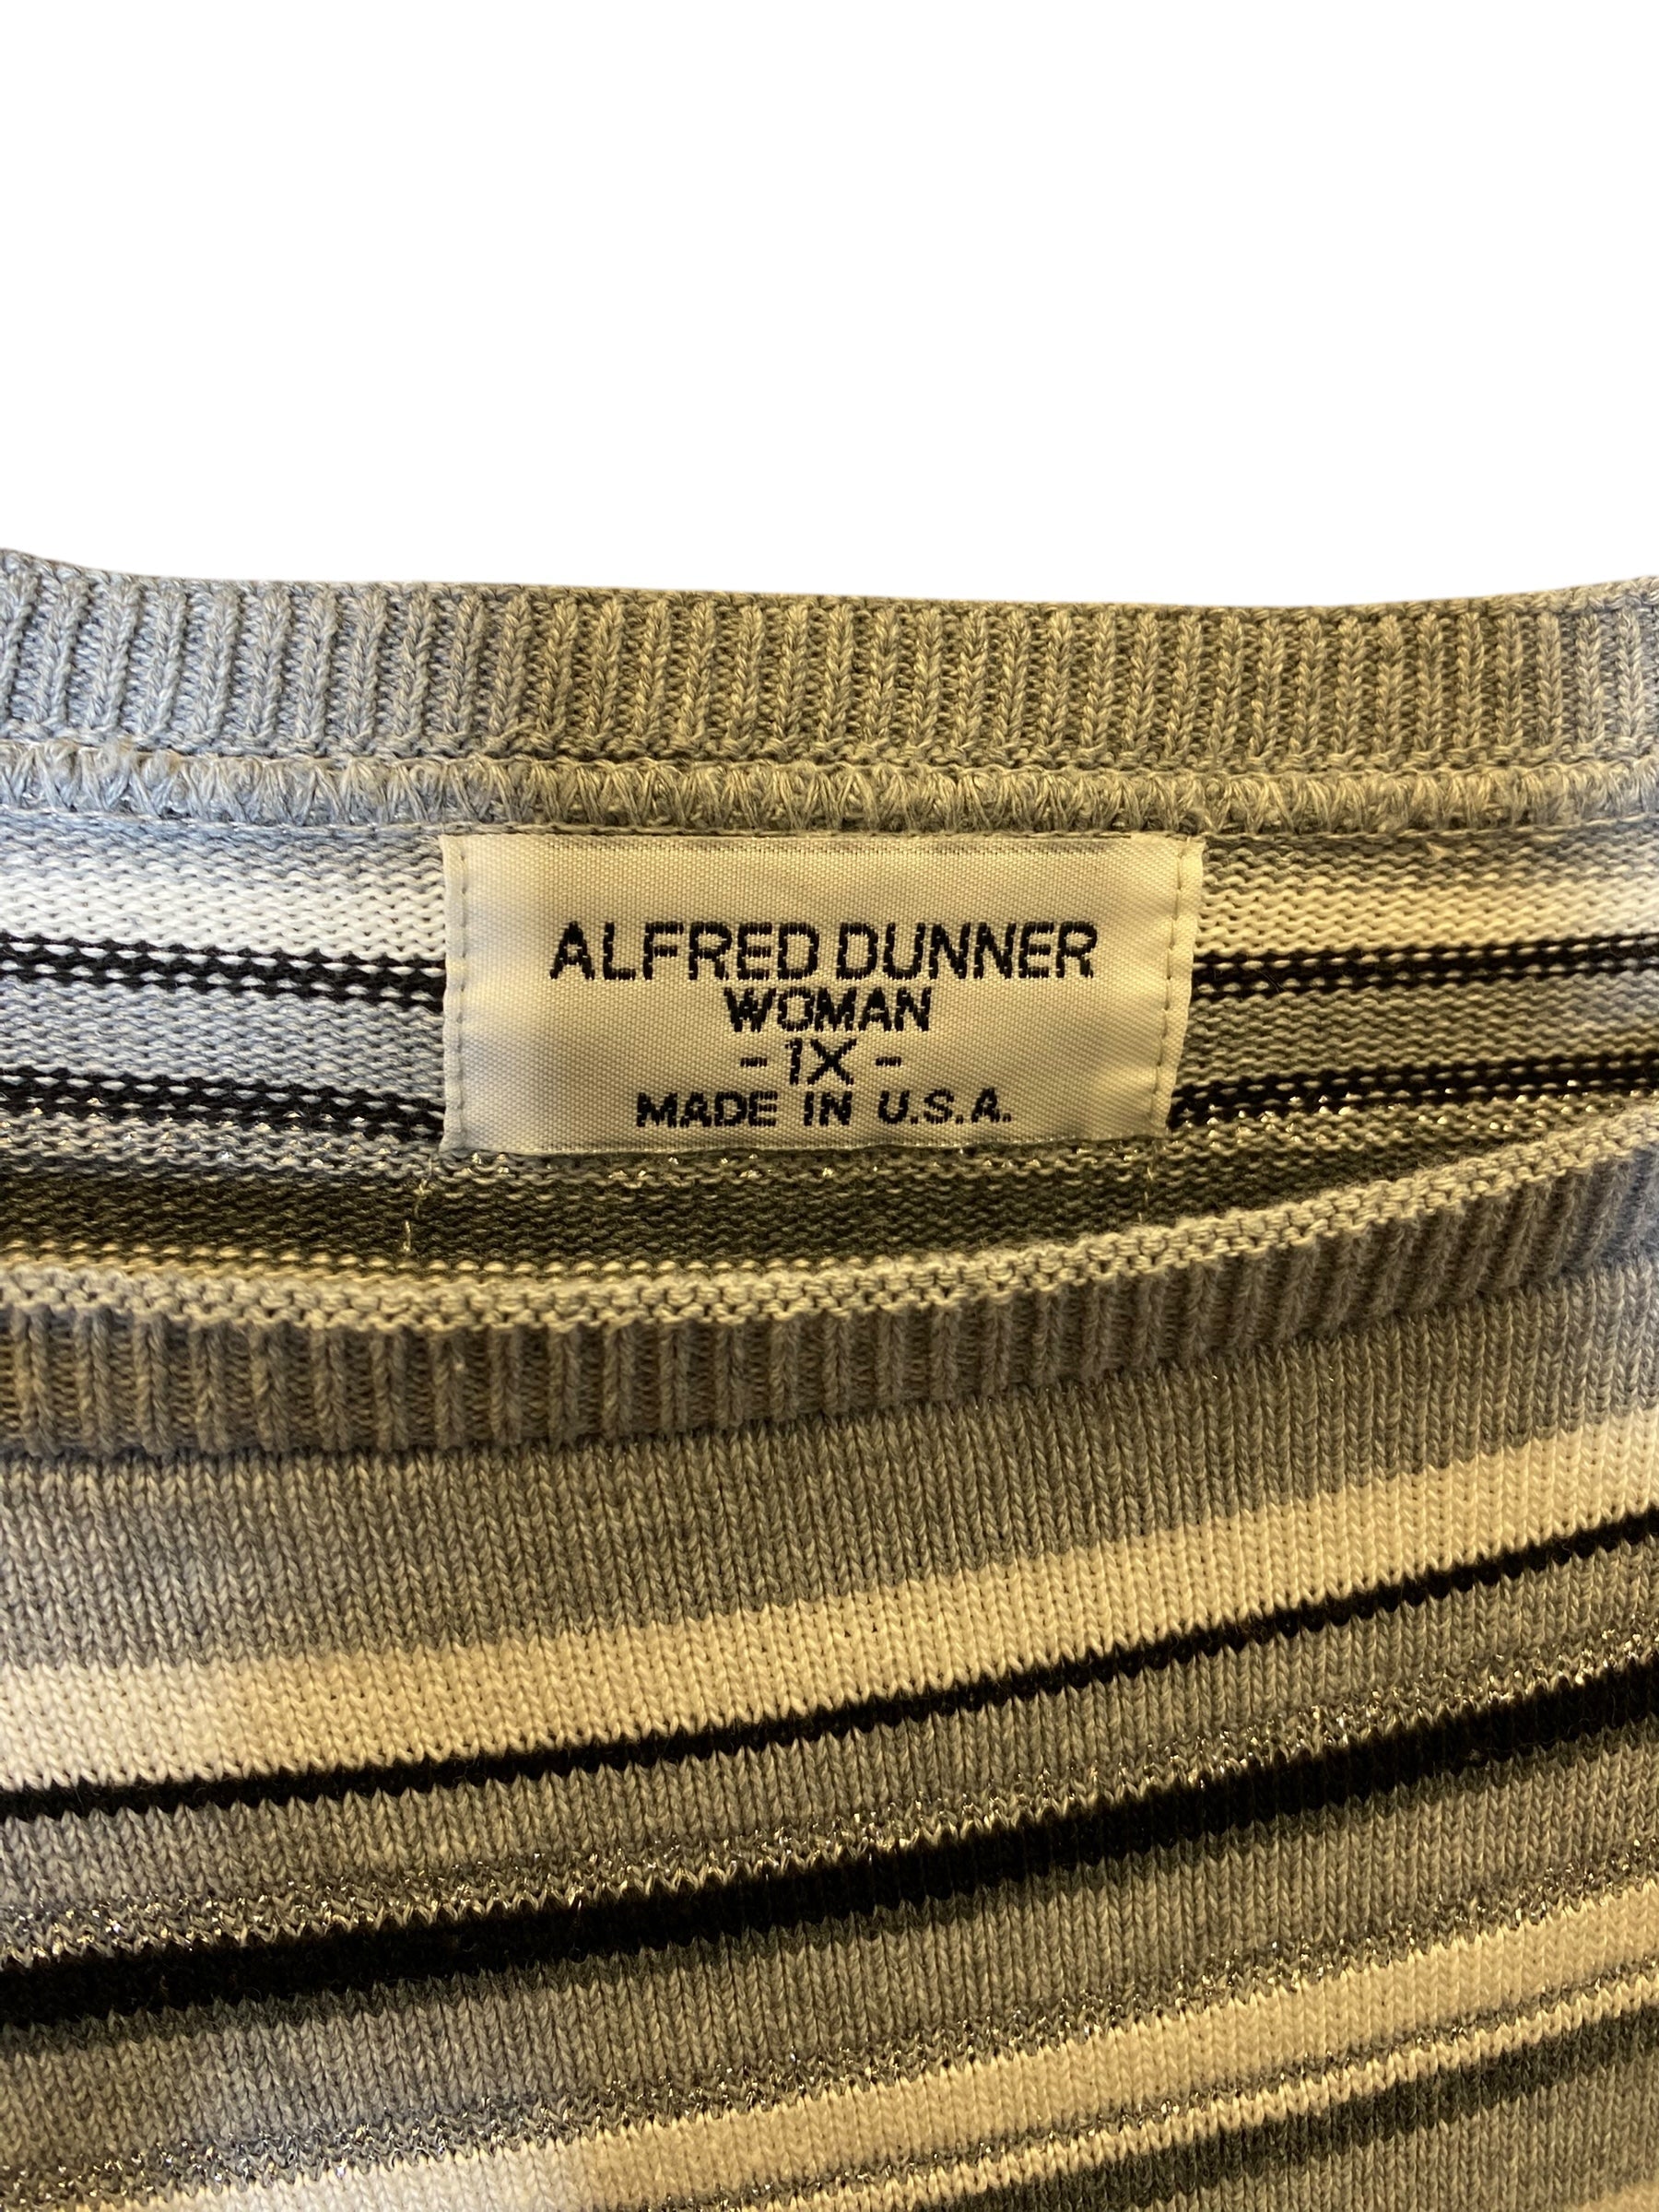 ALFRED DUNNER
WOMAN
- 1X -
MADE IN U.S.A.